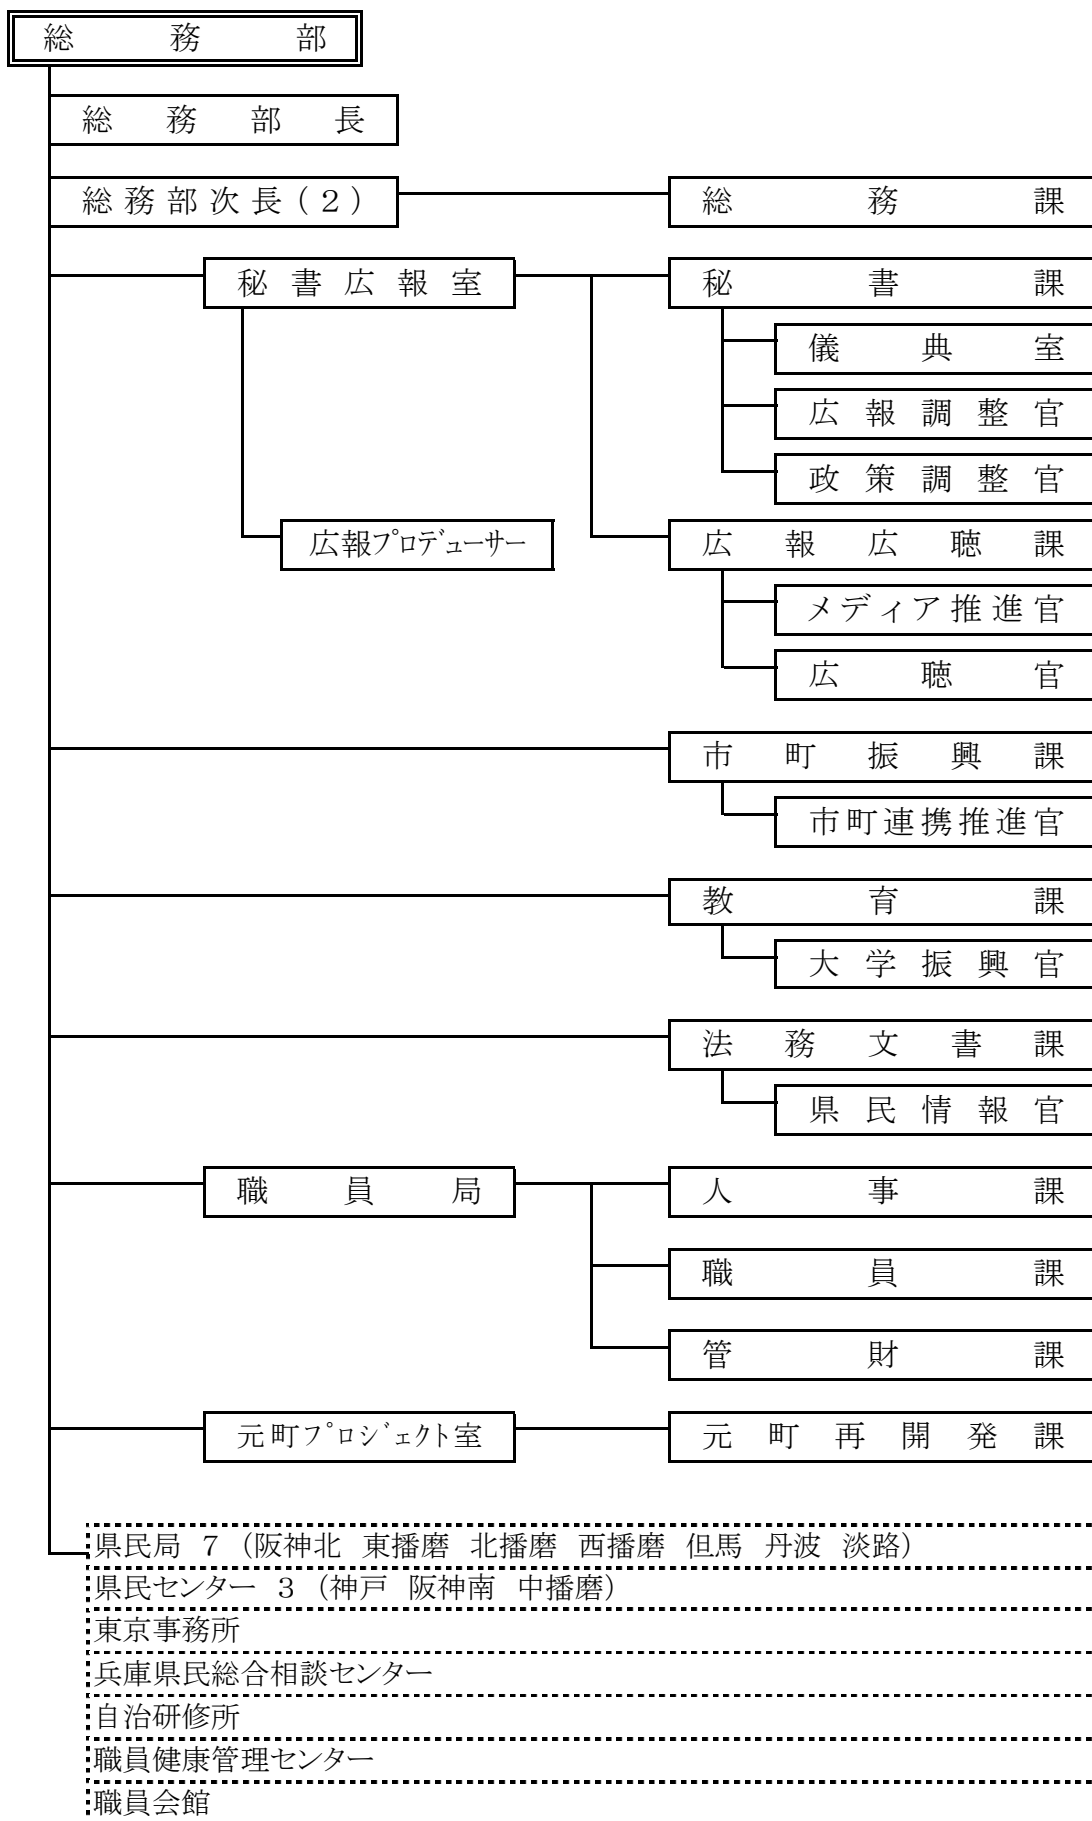 総務部
総務部長
総務部次長(2) 総務課
秘書広報室 秘書課
儀典室
広報調整官
政策調整官
広報プロデューサー 広報広聴課
メディア推進官
広聴官
市町振興課
市町連携推進官
教育課
大学振興官
法務文書課
県民情報官
職員局 人事課
職員課
管財課
元町プロジェクト室 元町再開発課
県民局 7 (阪神北 東播磨 北播磨 西播磨 但馬 丹波 淡路)
県民センター 3 (神戸 阪神南 中播磨)
東京事務所
兵庫県民総合相談センター
自治研修所
職員健康管理センター
職員会館